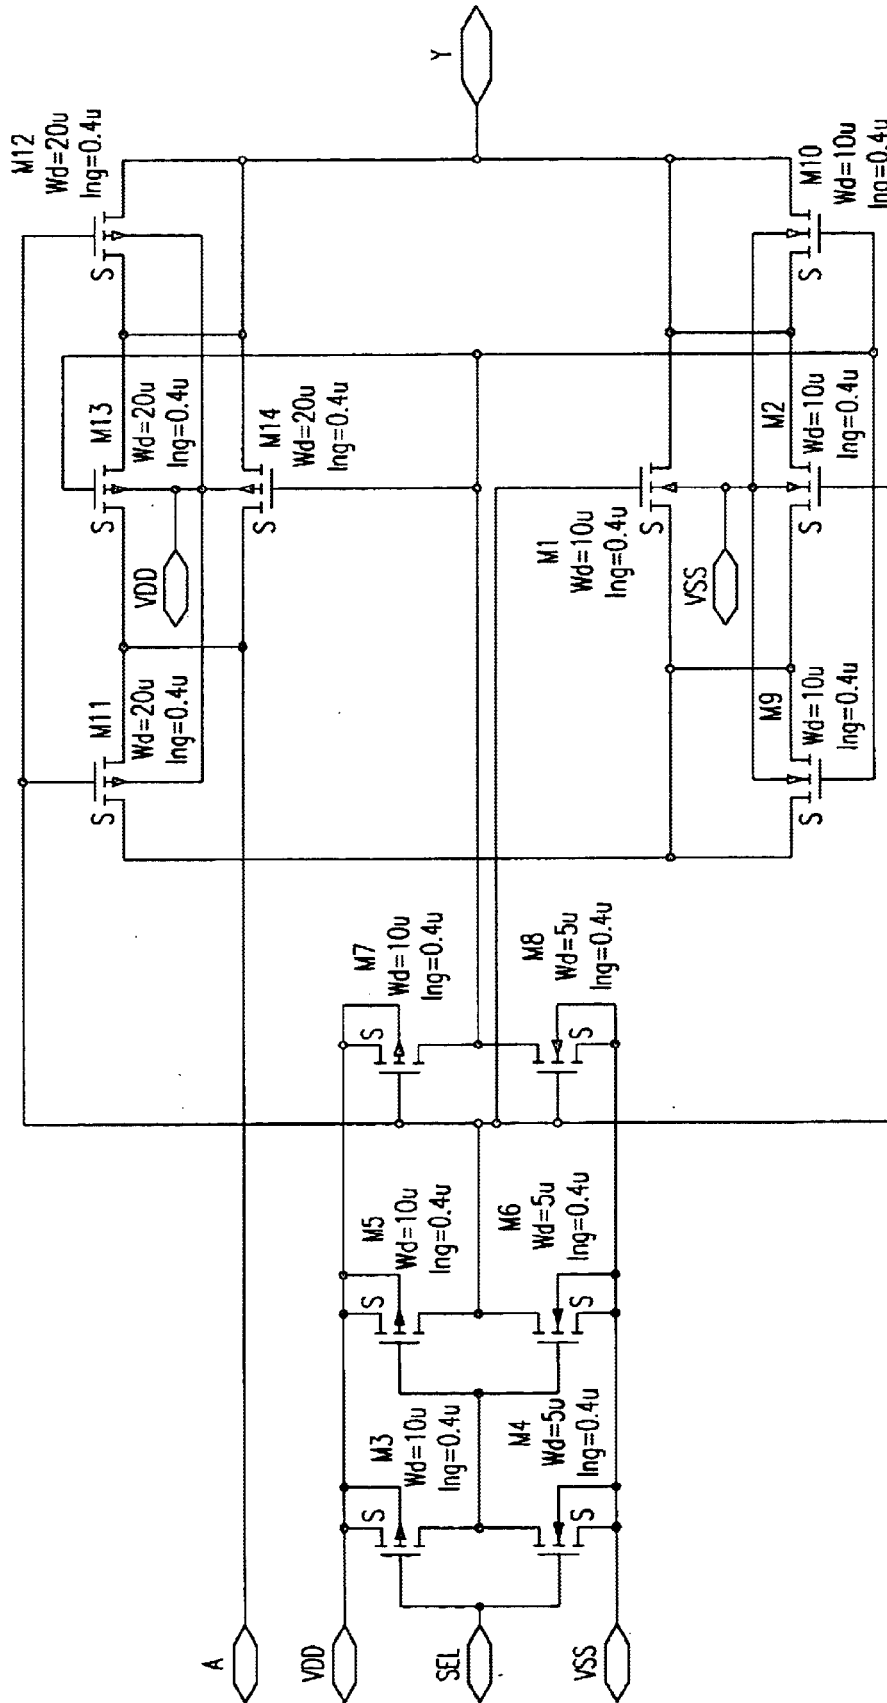 A
VDD
SEL
VSS
M3
Wd=10u
lng=0.4u
S
M4
Wd=5u
lng=0.4u
S
M5
Wd=10u
lng=0.4u
S
M6
Wd=5u
lng=0.4u
S
M7
Wd=10u
lng=0.4u
S
M8
Wd=5u
lng=0.4u
S
M11
Wd=20u
lng=0.4u
S
M9
Wd=10u
lng=0.4u
S
M13
Wd=20u
lng=0.4u
S
VDD
M14
Wd=20u
lng=0.4u
S
M1
Wd=10u
lng=0.4u
S
VSS
M2
Wd=10u
lng=0.4u
S
M12
Wd=20u
lng=0.4u
S
M10
Wd=10u
lng=0.4u
S
Y